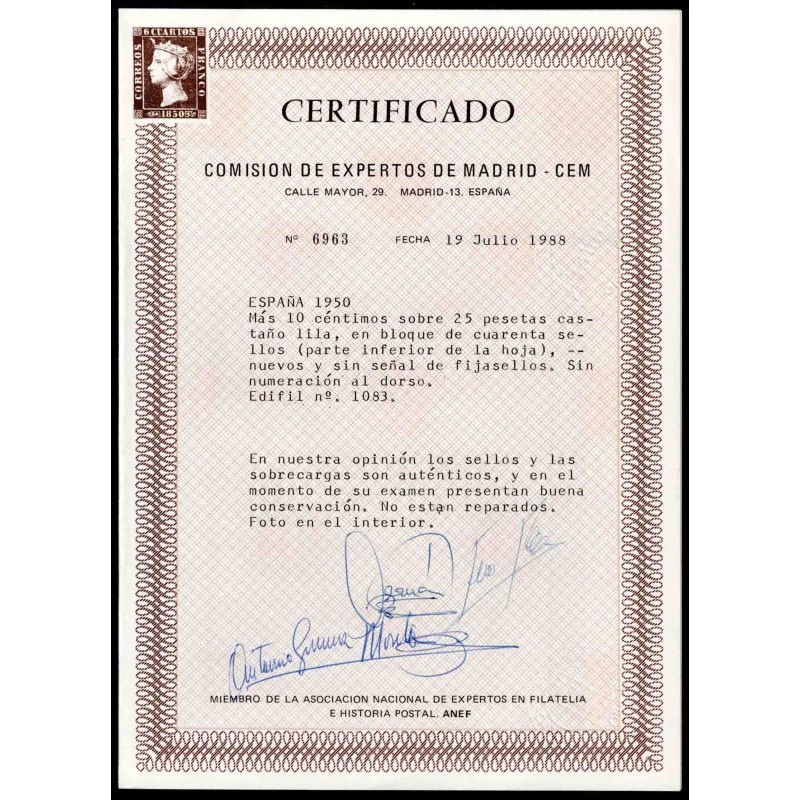 6 CUARTOS
CORREOS
FRANCO
1850
CERTIFICADO
COMISION DE EXPERTOS DE MADRID - CEM
CALLE MAYOR, 29. MADRID-13. ESPAÑA
Nº 6963 FECHA 19 Julio 1988
ESPAÑA 1950
Más 10 céntimos sobre 25 pesetas cas-
taño lila, en bloque de cuarenta se-
llos (parte inferior de la hoja), --
nuevos y sin señal de fijasellos. Sin
numeración al dorso.
Edifil nº. 1083.
En nuestra opinión los sellos y las
sobrecargas son auténticos, y en el
momento de su examen presentan buena
conservación. No estan reparados.
Foto en el interior.
MIEMBRO DE LA ASOCIACION NACIONAL DE EXPERTOS EN FILATELIA
E HISTORIA POSTAL. ANEF